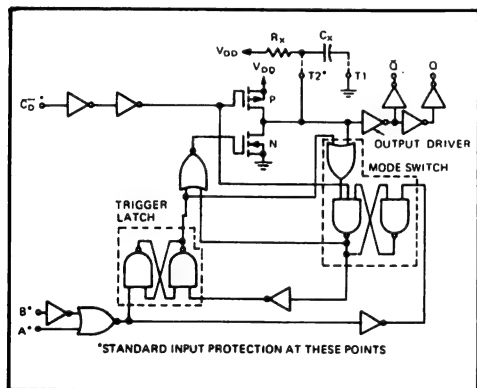 VDD
Rx
Cx
VDD
T2*
T1
Q̄
Q
C̄D*
P
N
OUTPUT DRIVER
MODE SWITCH
TRIGGER
LATCH
B*
A*
*STANDARD INPUT PROTECTION AT THESE POINTS